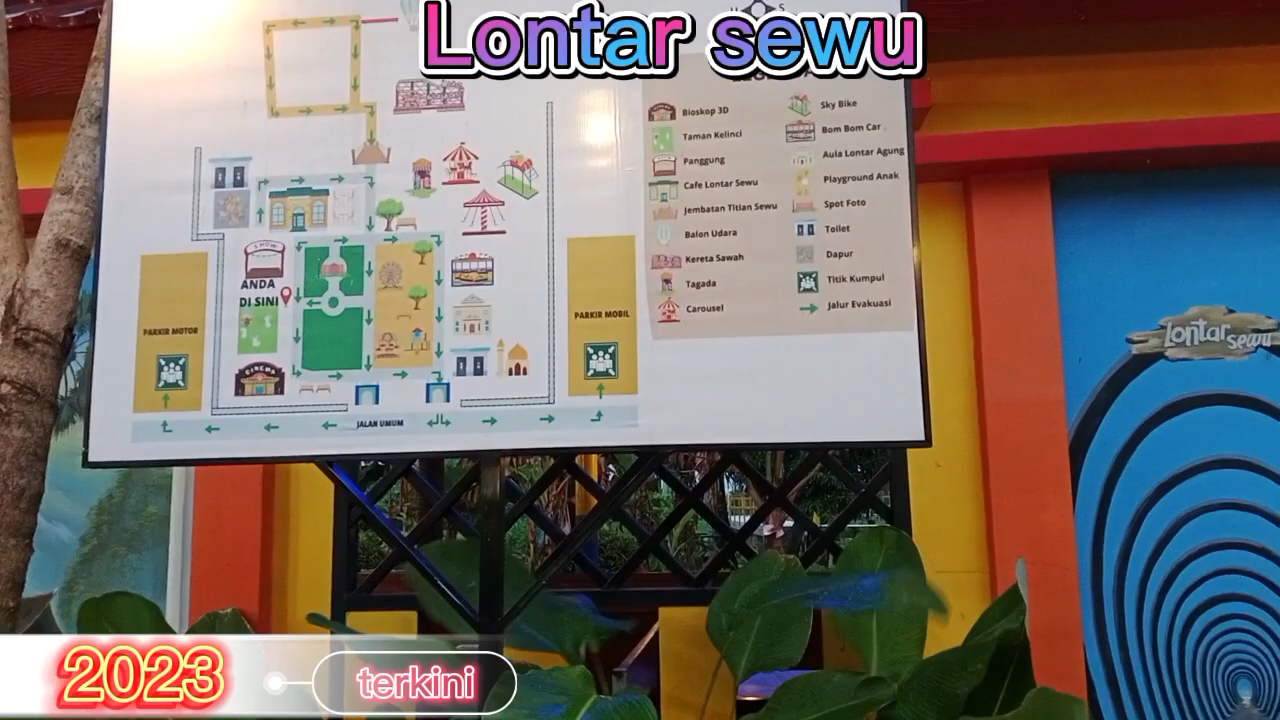 Lontar sewu
Bioskop 3D
Taman Kelinci
Panggung
Cafe Lontar Sewu
Jembatan Titian Sewu
Balon Udara
Kereta Sawah
Tagada
Carousel
Sky Bike
Bom Bom Car
Aula Lontar Agung
Playground Anak
Spot Foto
Toilet
Dapur
Titik Kumpul
Jalur Evakuasi
SHOW
ANDA
DI SINI
PARKIR MOTOR
PARKIR MOBIL
CINEMA
JALAN UMUM
Lontar sewu
2023
terkini